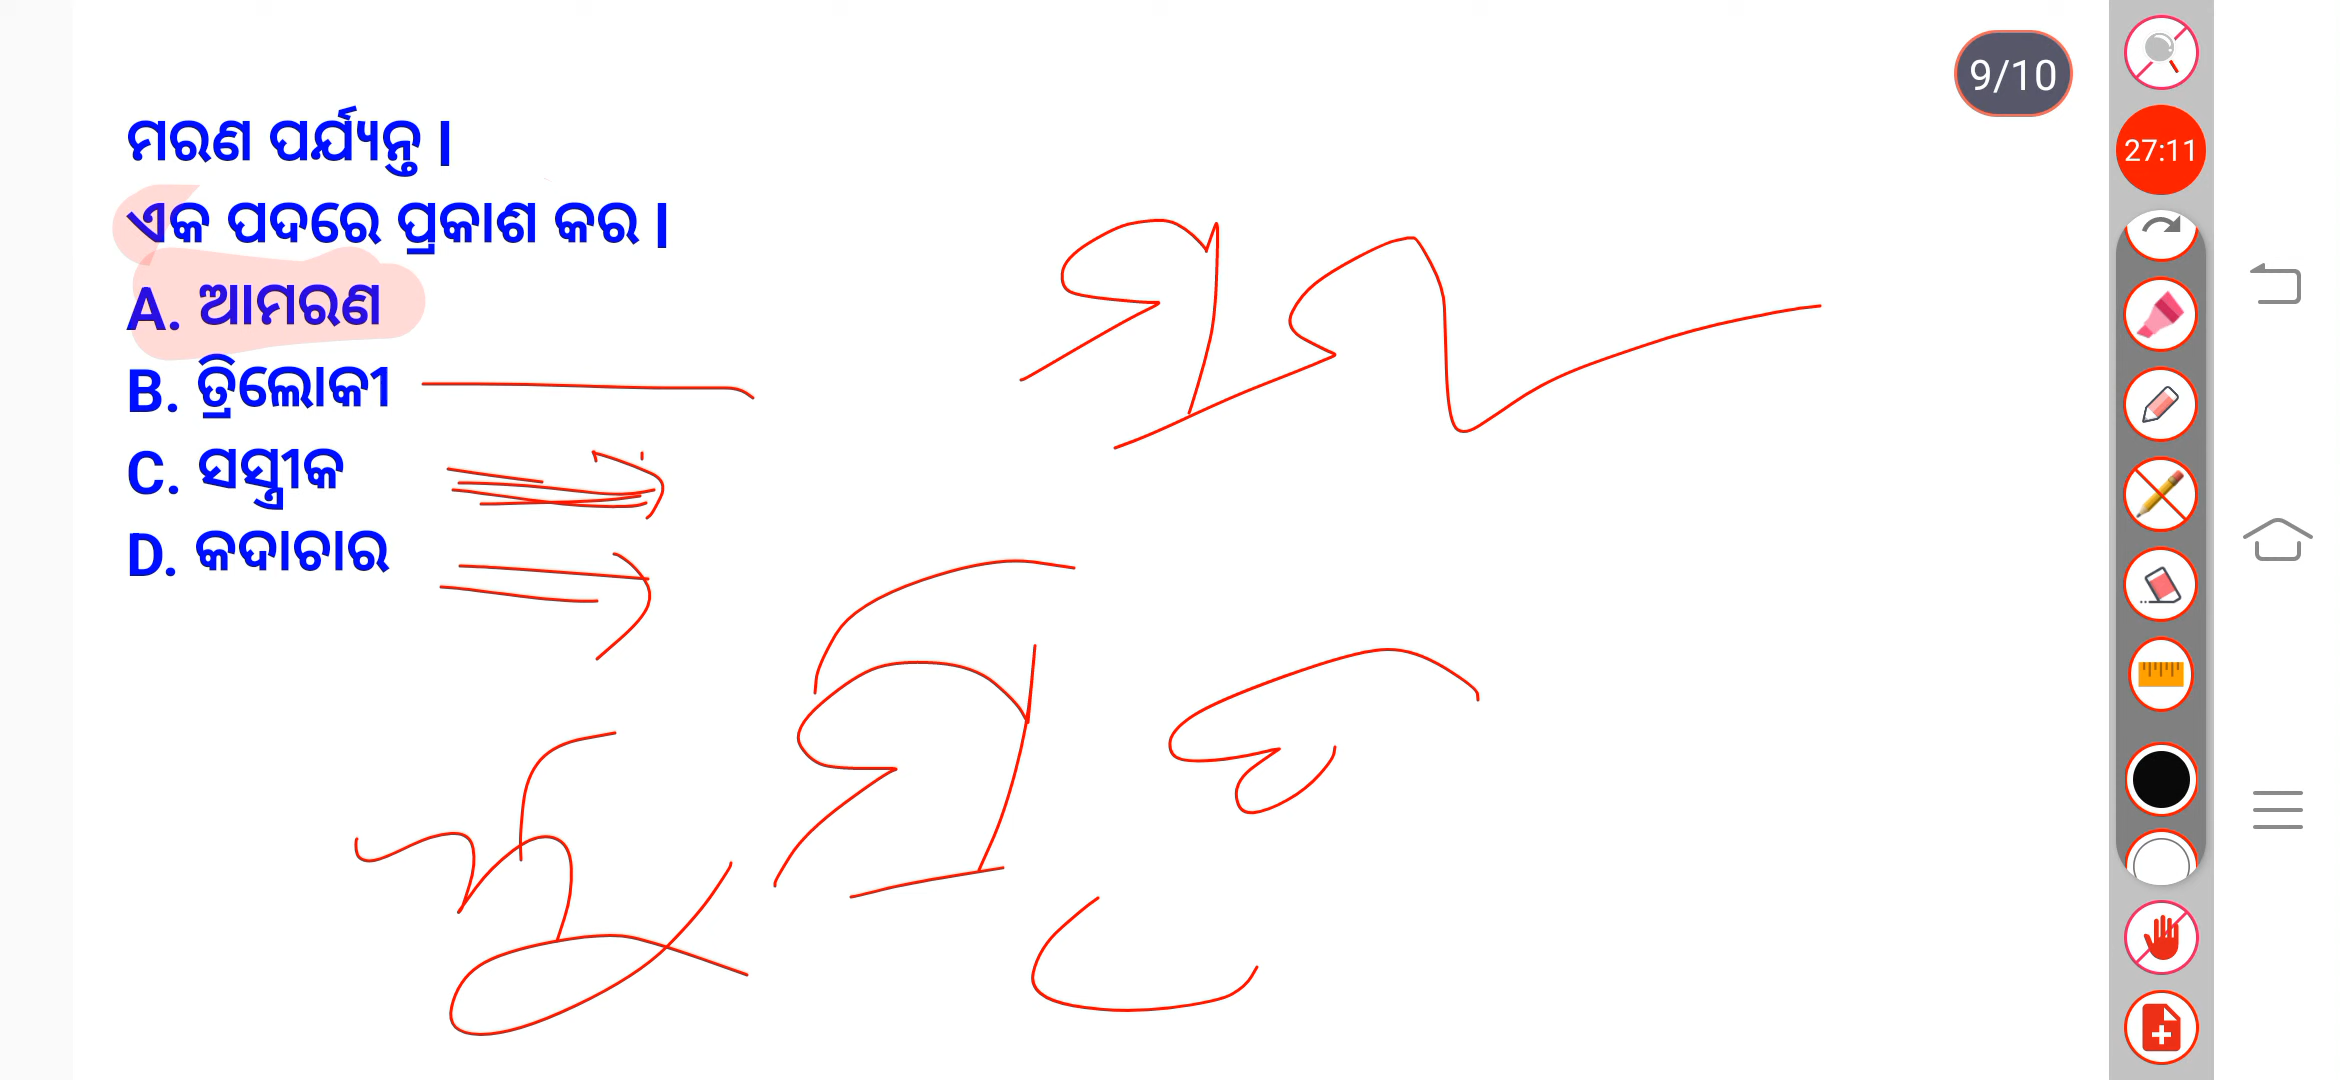 ମରଣ ପର୍ଯ୍ୟନ୍ତ |
ଏକ ପଦରେ ପ୍ରକାଶ କର |
A. ଆମରଣ
B. ତ୍ରିଲୋକୀ
C. ସସ୍ତ୍ରୀକ
D. କଦାଚାର
9/10
27:11